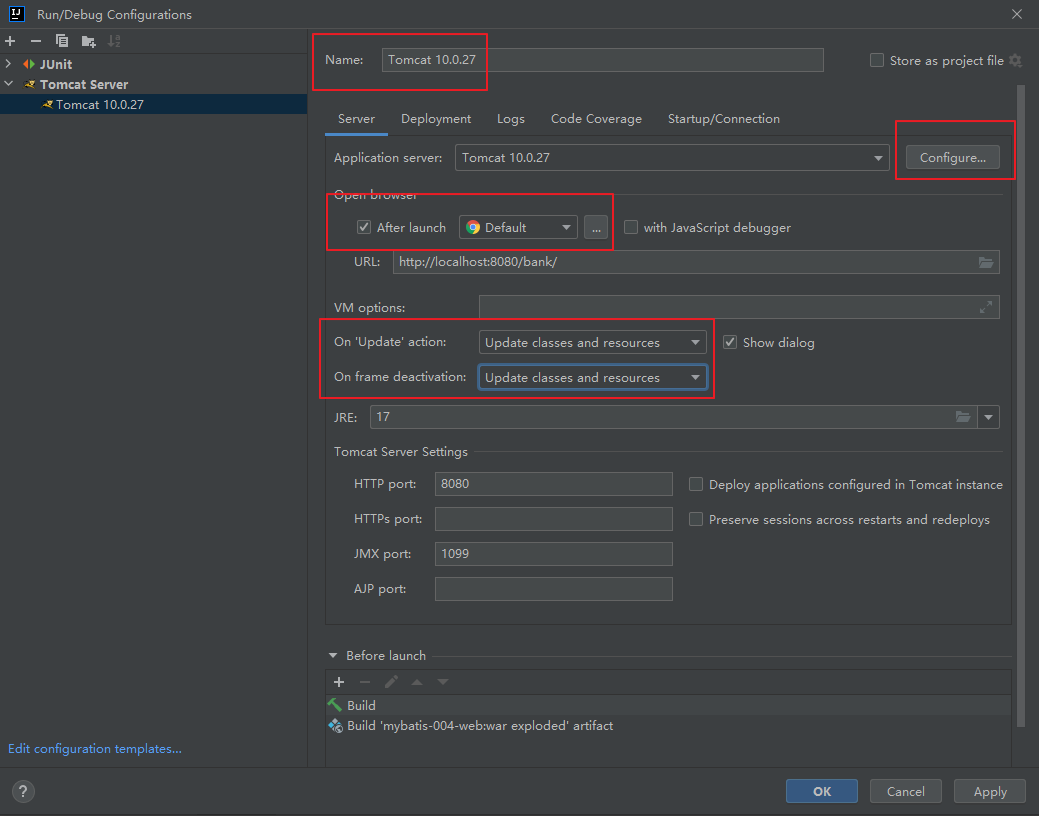 Run/Debug Configurations
JUnit
Tomcat Server
Tomcat 10.0.27
Name: Tomcat 10.0.27
Store as project file
Server Deployment Logs Code Coverage Startup/Connection
Application server: Tomcat 10.0.27 Configure...
Open browser
After launch Default ... with JavaScript debugger
URL: http://localhost:8080/bank/
VM options:
On 'Update' action: Update classes and resources Show dialog
On frame deactivation: Update classes and resources
JRE: 17
Tomcat Server Settings
HTTP port: 8080 Deploy applications configured in Tomcat instance
HTTPs port: Preserve sessions across restarts and redeploys
JMX port: 1099
AJP port:
Before launch
Build
Build 'mybatis-004-web:war exploded' artifact
Edit configuration templates...
? OK Cancel Apply